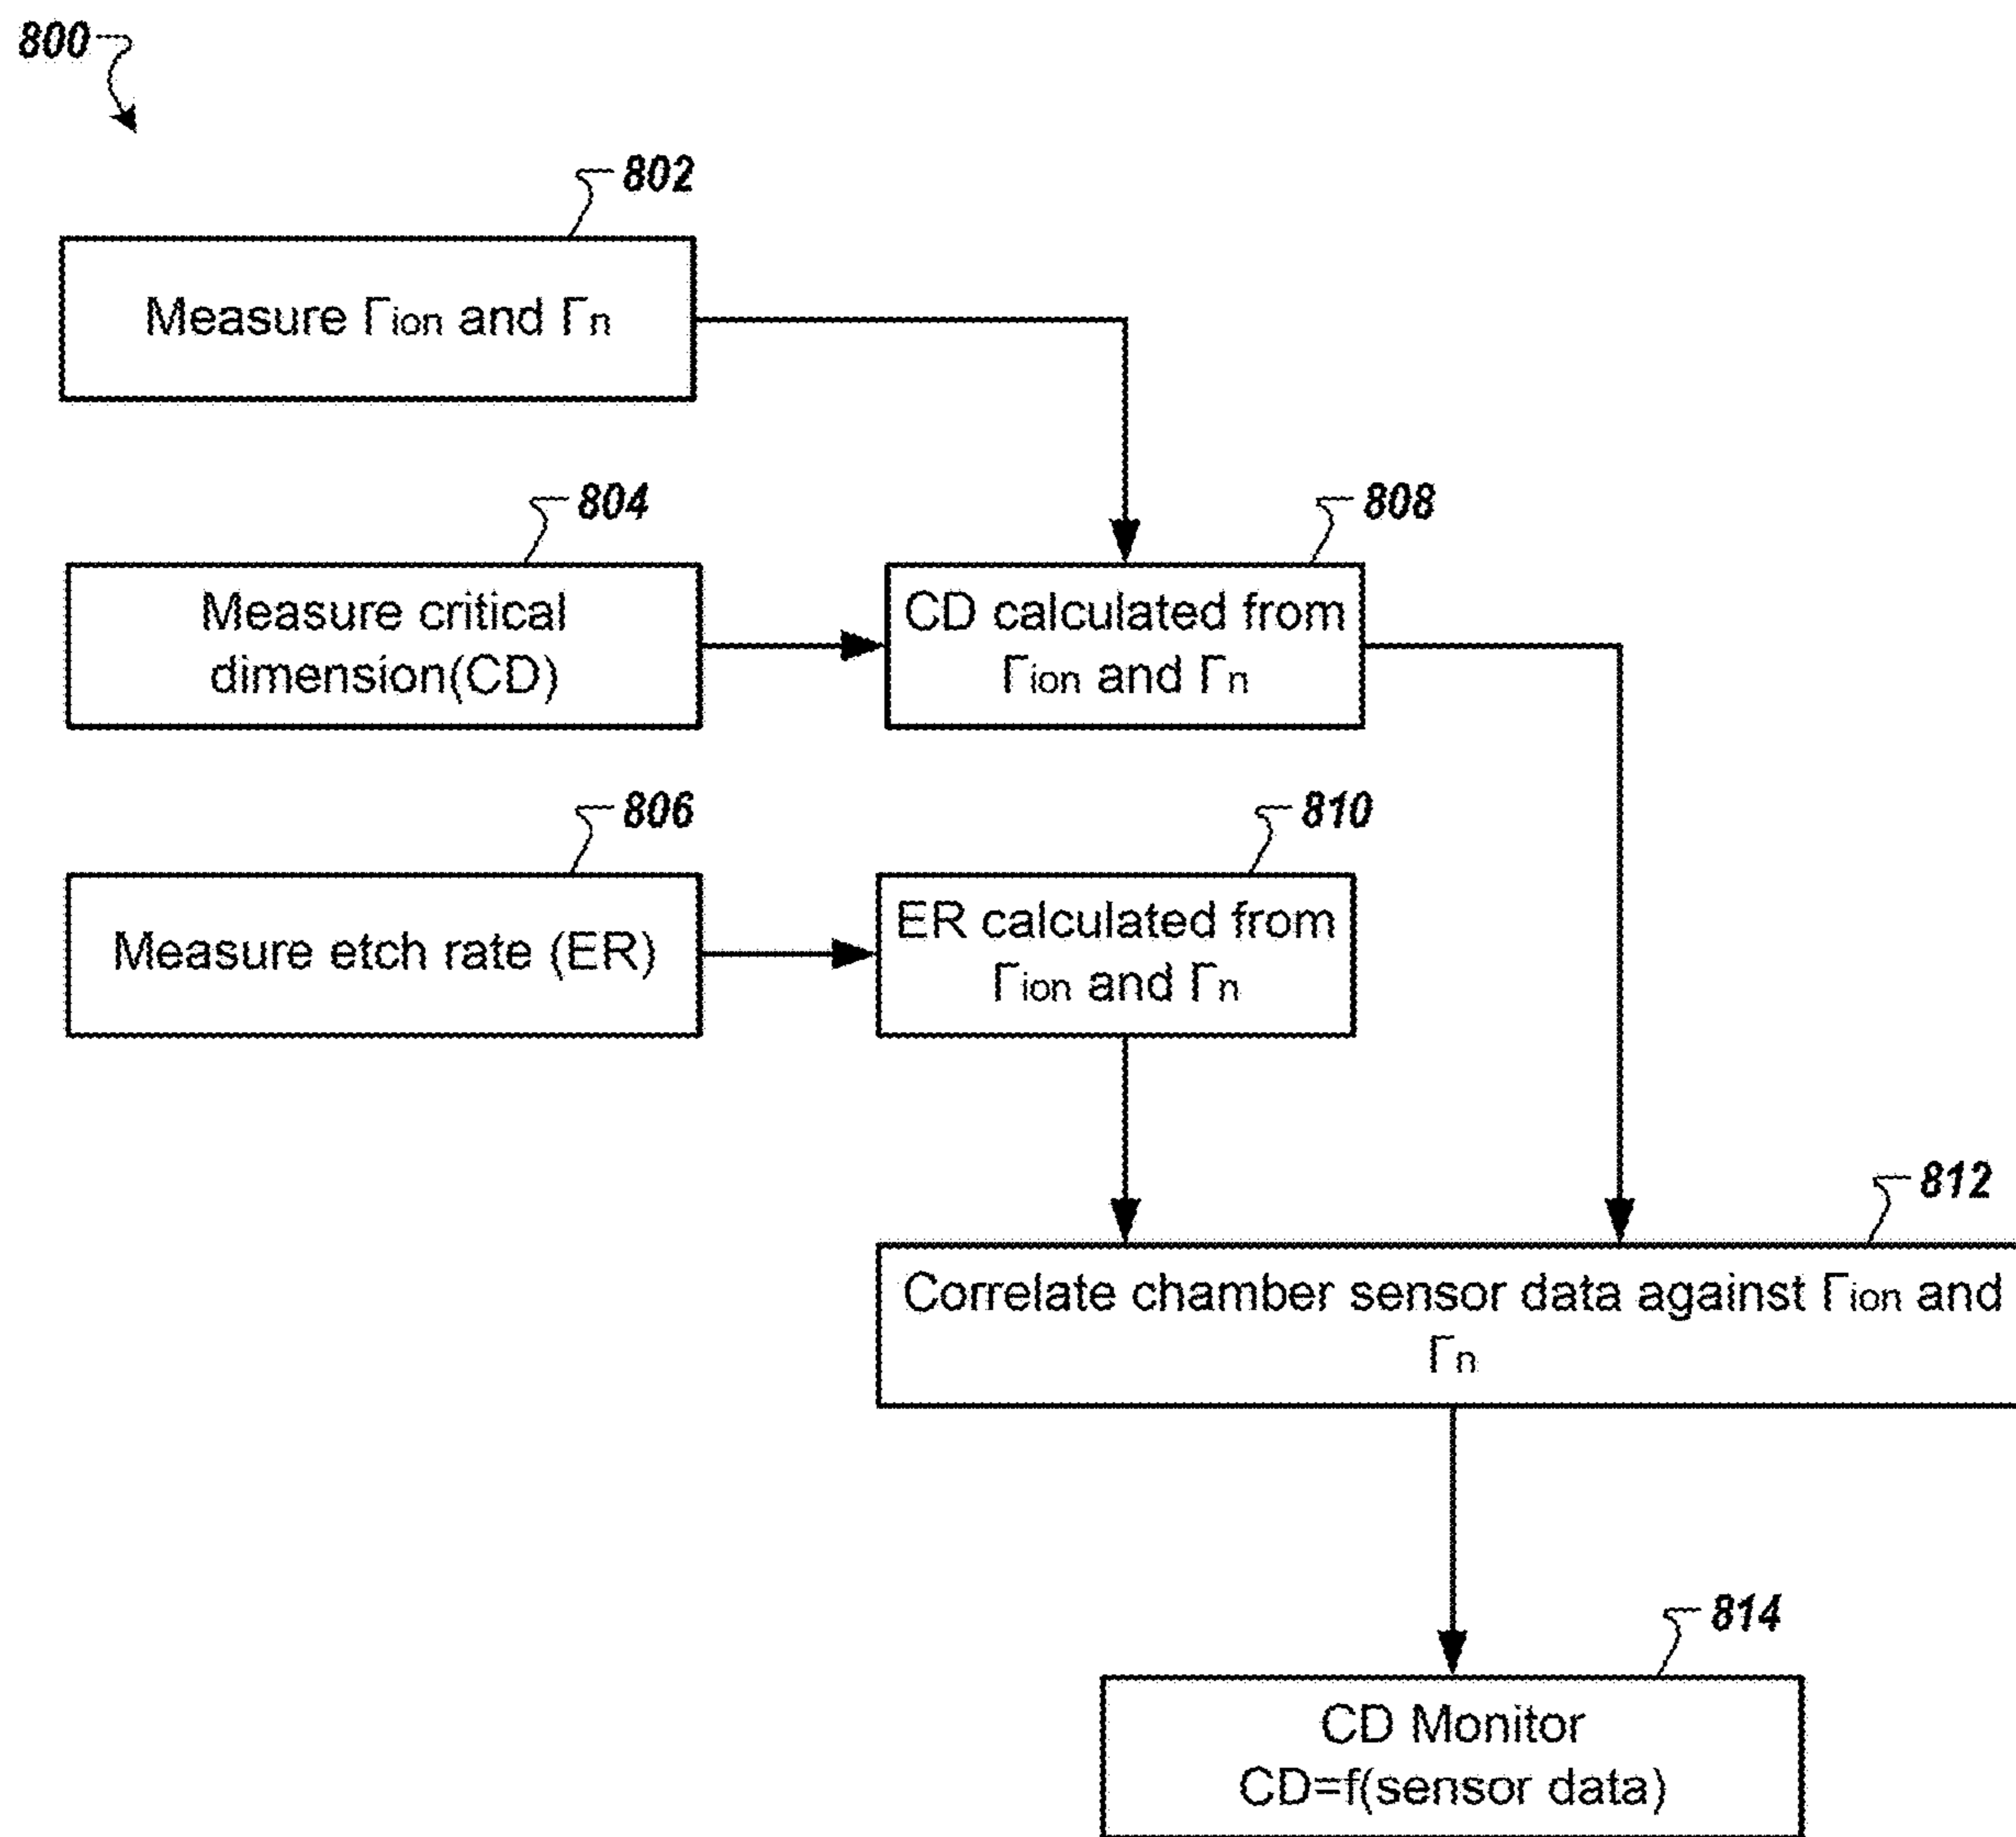 800
802
Measure Γion and Γn
804
808
Measure critical
dimension(CD)
CD calculated from
Γion and Γn
806
810
Measure etch rate (ER)
ER calculated from
Γion and Γn
812
Correlate chamber sensor data against Γion and
Γn
814
CD Monitor
CD=f(sensor data)